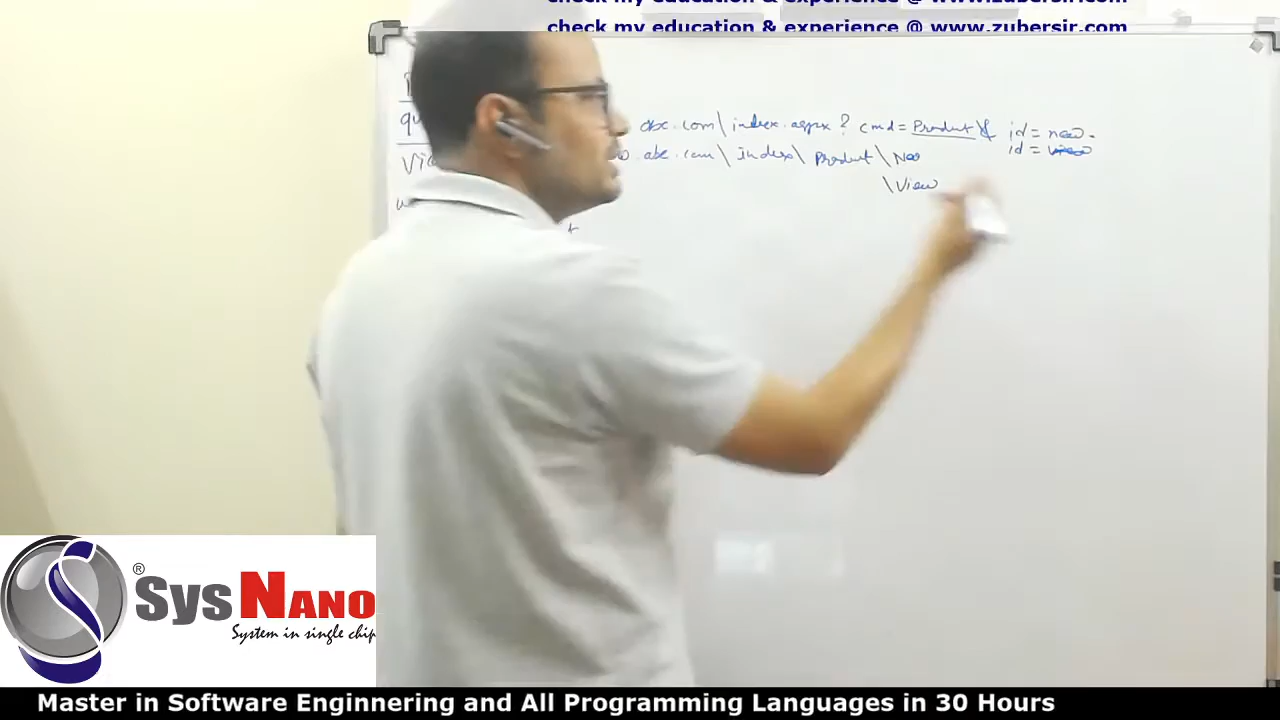 check my education & experience @ www.zubersir.com
check my education & experience @ www.zubersir.com
abc.com\index.aspx ? cmd=Product & id = new.
id = view
.abc.com\index\Product\New
\View
® SysNano
System in single chip
Master in Software Enginnering and All Programming Languages in 30 Hours